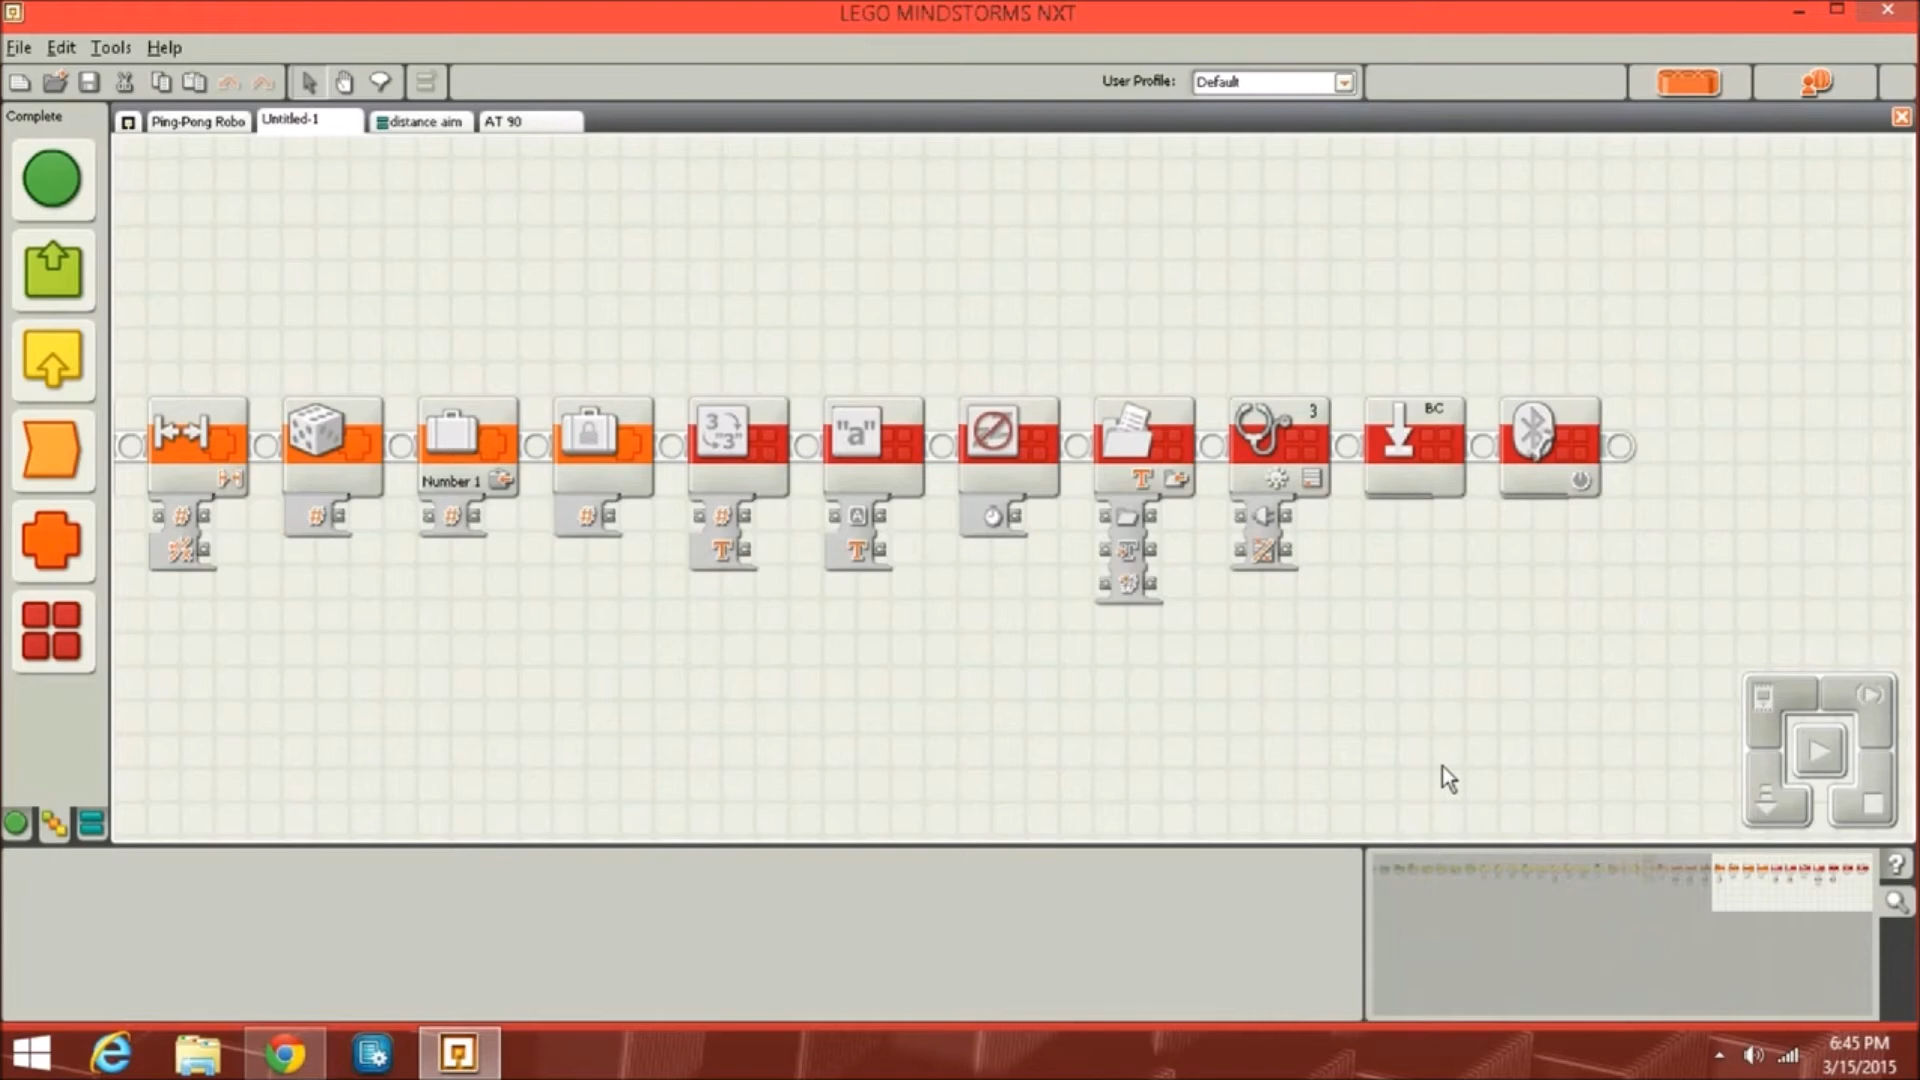 LEGO MINDSTORMS NXT
File Edit Tools Help
User Profile: Default
Complete
Ping-Pong Robo Untitled-1 distance aim AT 90
3 "3" "a" 3 BC
Number 1
# # # # # A
T T T
?
6:45 PM
3/15/2015